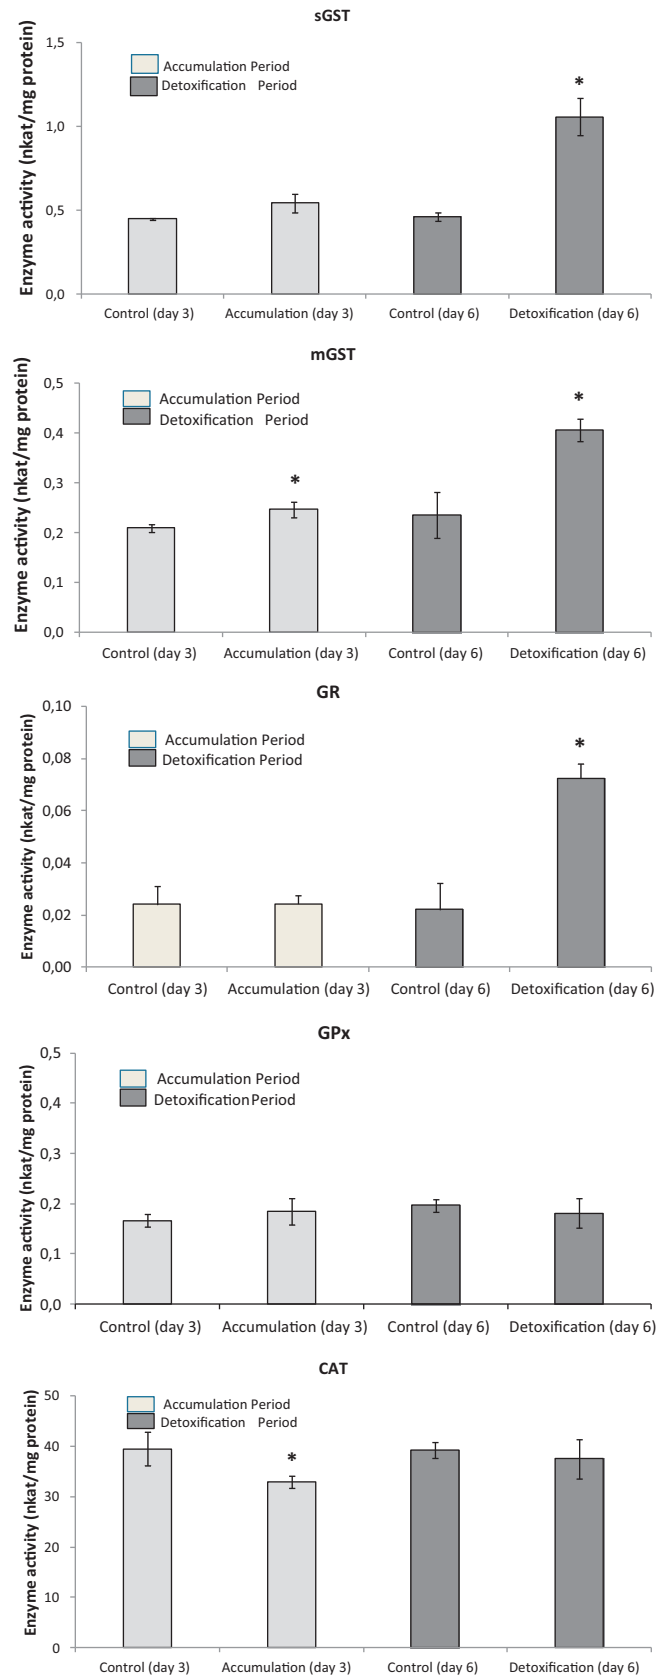 sGST
Enzyme activity (nkat/mg protein)
1,5
1,0
0,5
0,0
Accumulation Period
Detoxification Period
*
Control (day 3) Accumulation (day 3) Control (day 6) Detoxification (day 6)
mGST
Enzyme activity (nkat/mg protein)
0,5
0,4
0,3
0,2
0,1
0,0
Accumulation Period
Detoxification Period
*
*
Control (day 3) Accumulation (day 3) Control (day 6) Detoxification (day 6)
GR
Enzyme activity (nkat/mg protein)
0,10
0,08
0,06
0,04
0,02
0,00
Accumulation Period
Detoxification Period
*
Control (day 3) Accumulation (day 3) Control (day 6) Detoxification (day 6)
GPx
Enzyme activity (nkat/mg protein)
0,5
0,4
0,3
0,2
0,1
0,0
Accumulation Period
Detoxification Period
Control (day 3) Accumulation (day 3) Control (day 6) Detoxification (day 6)
CAT
Enzyme activity (nkat/mg protein)
50
40
30
20
10
0
Accumulation Period
Detoxification Period
*
Control (day 3) Accumulation (day 3) Control (day 6) Detoxification (day 6)